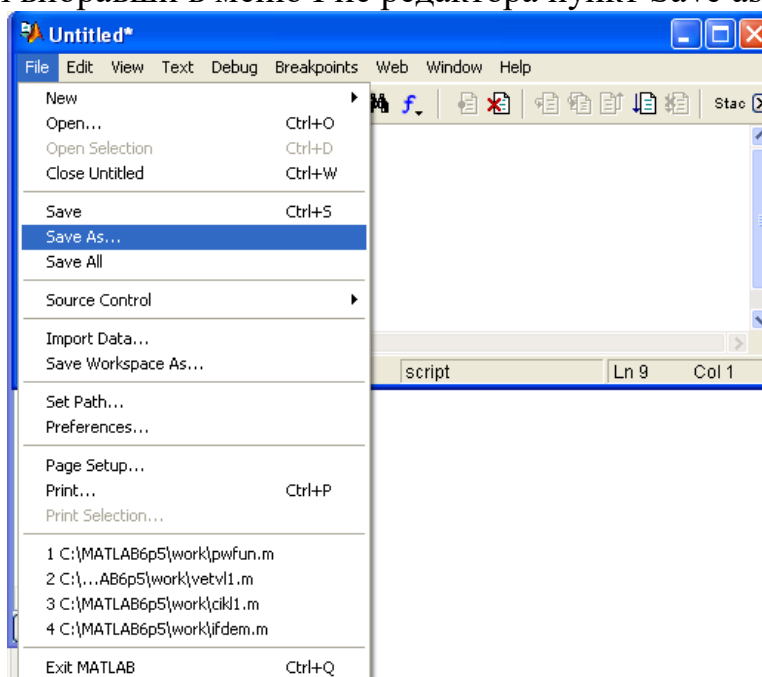 Untitled*
File Edit View Text Debug Breakpoints Web Window Help
New
Stac
Open... Ctrl+O
Open Selection Ctrl+D
Close Untitled Ctrl+W
Save Ctrl+S
Save As...
Save All
Source Control
Import Data...
Save Workspace As...
script Ln 9 Col 1
Set Path...
Preferences...
Page Setup...
Print... Ctrl+P
Print Selection...
1 C:\MATLAB6p5\work\pwfun.m
2 C:\...AB6p5\work\vetvl1.m
3 C:\MATLAB6p5\work\cikl1.m
4 C:\MATLAB6p5\work\ifdem.m
Exit MATLAB Ctrl+Q